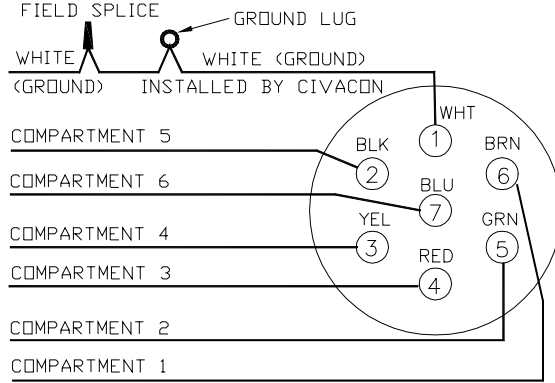 FIELD SPLICE
GROUND LUG
WHITE
WHITE (GROUND)
(GROUND)
INSTALLED BY CIVACON
WHT
1
COMPARTMENT 5
BLK
2
BRN
6
COMPARTMENT 6
BLU
7
COMPARTMENT 4
YEL
3
GRN
5
COMPARTMENT 3
RED
4
COMPARTMENT 2
COMPARTMENT 1